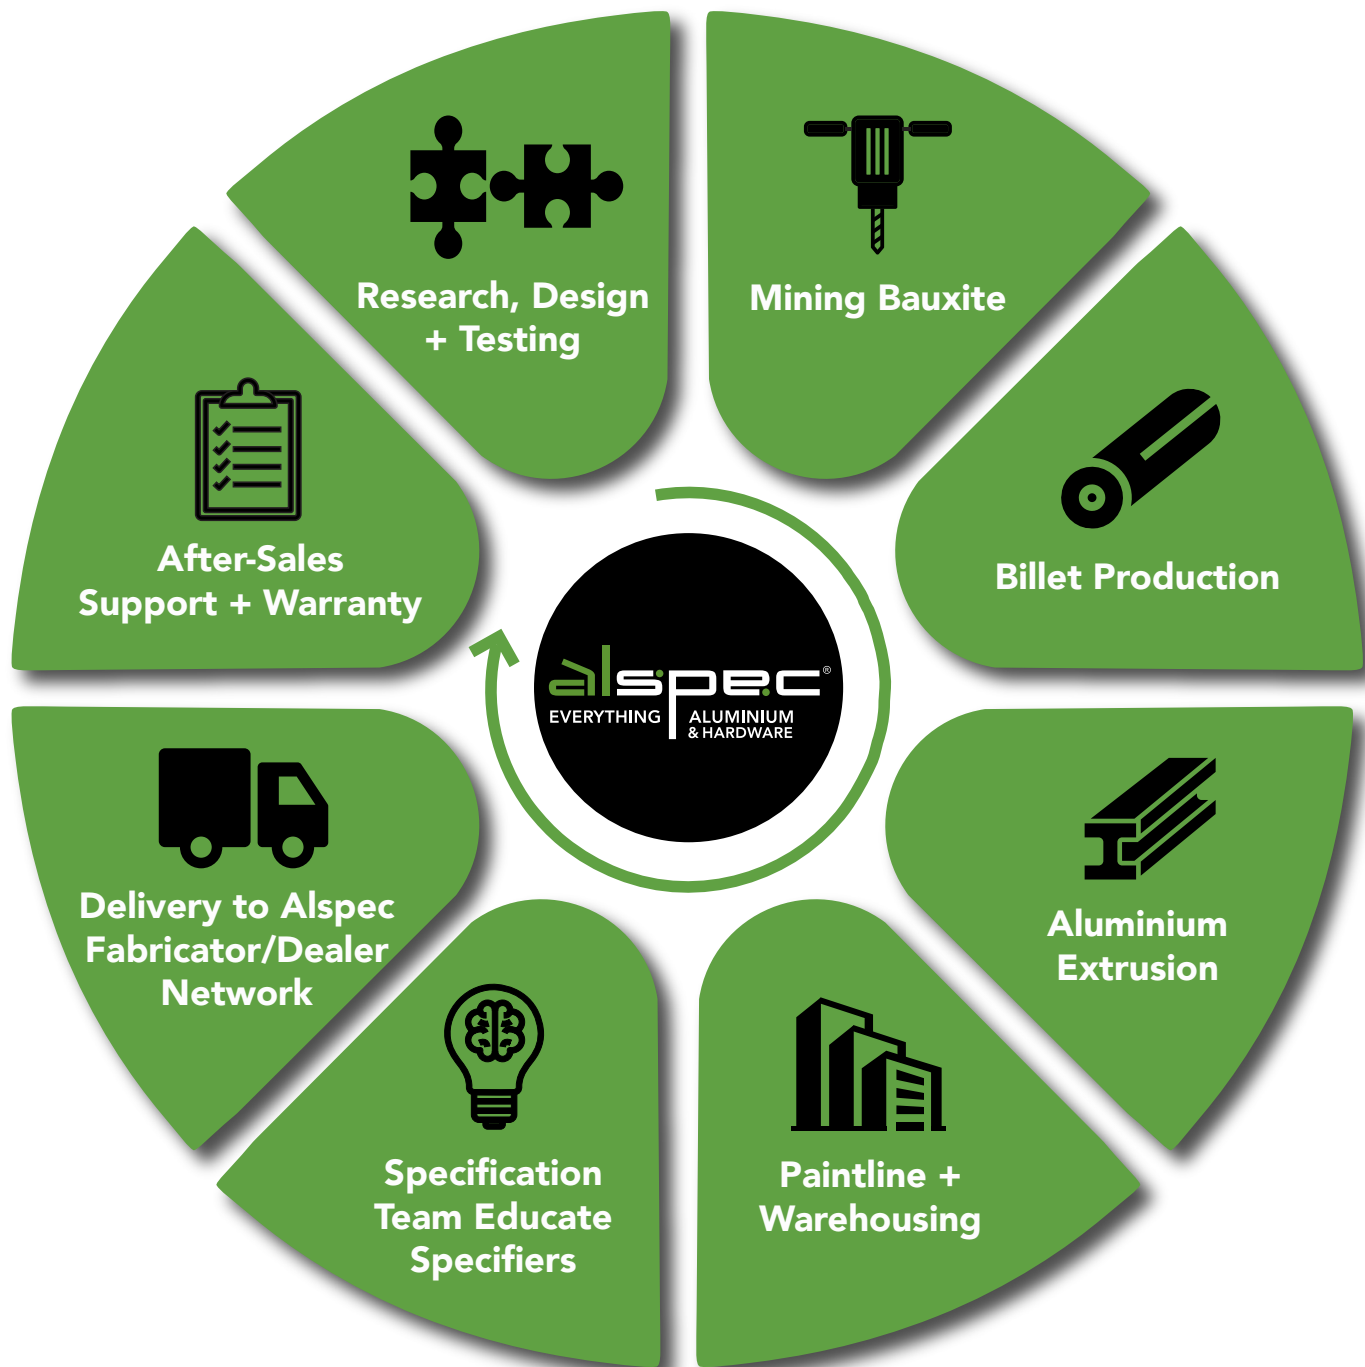 Research, Design
+ Testing
Mining Bauxite
Billet Production
Aluminium
Extrusion
Paintline +
Warehousing
Specification
Team Educate
Specifiers
Delivery to Alspec
Fabricator/Dealer
Network
After-Sales
Support + Warranty
alspec®
EVERYTHING ALUMINIUM
& HARDWARE